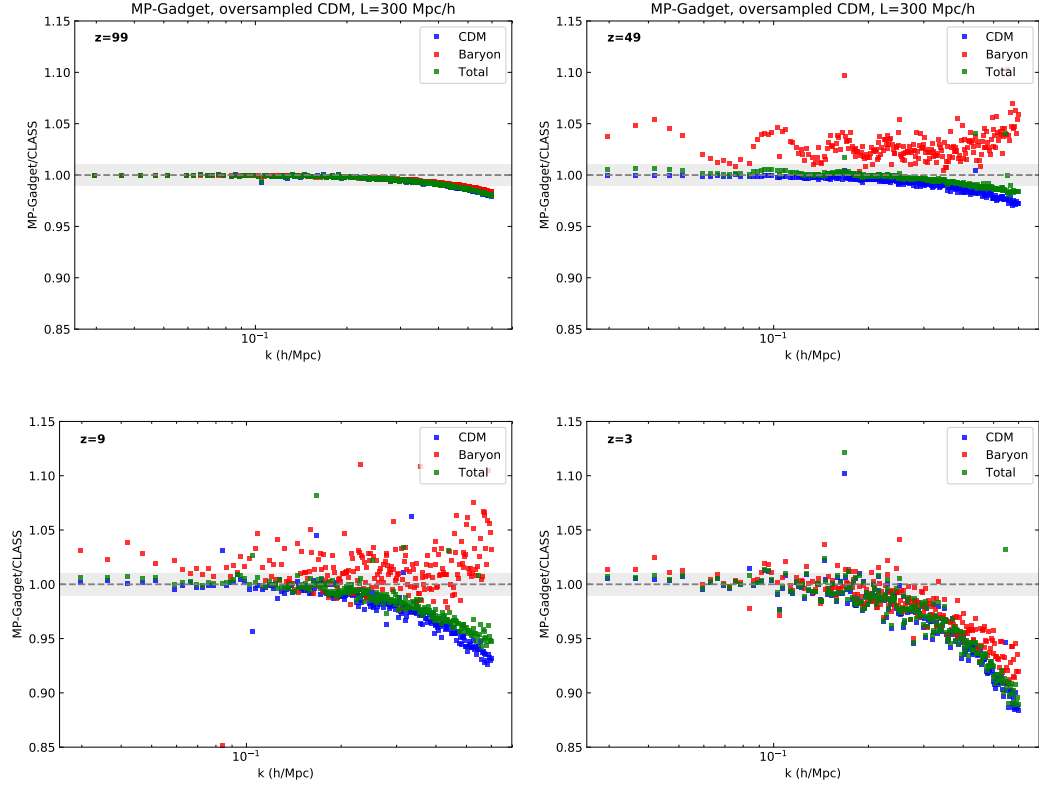 MP-Gadget, oversampled CDM, L=300 Mpc/h
z=99
CDM
Baryon
Total
1.15
1.10
1.05
1.00
0.95
0.90
0.85
MP-Gadget/CLASS
10⁻¹
k (h/Mpc)
MP-Gadget, oversampled CDM, L=300 Mpc/h
z=49
CDM
Baryon
Total
1.15
1.10
1.05
1.00
0.95
0.90
0.85
MP-Gadget/CLASS
10⁻¹
k (h/Mpc)
z=9
CDM
Baryon
Total
1.15
1.10
1.05
1.00
0.95
0.90
0.85
MP-Gadget/CLASS
10⁻¹
k (h/Mpc)
z=3
CDM
Baryon
Total
1.15
1.10
1.05
1.00
0.95
0.90
0.85
MP-Gadget/CLASS
10⁻¹
k (h/Mpc)